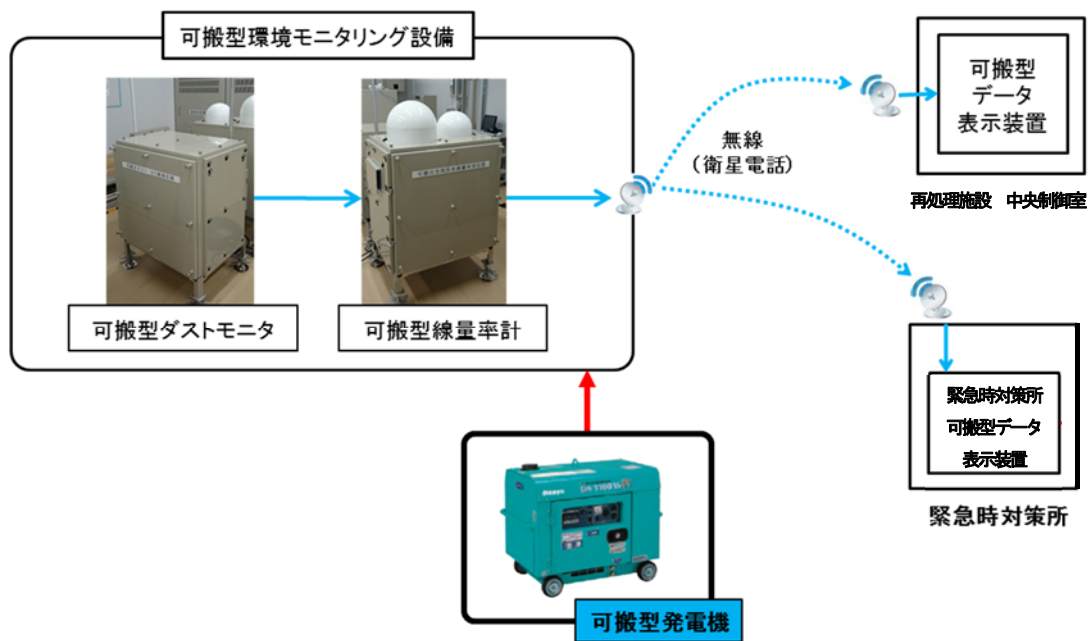 可搬型環境モニタリング設備
可搬型ダストモニタ
可搬型線量率計
無線
（衛星電話）
可搬型
データ
表示装置
再処理施設　中央制御室
緊急時対策所
可搬型データ
表示装置
緊急時対策所
可搬型発電機